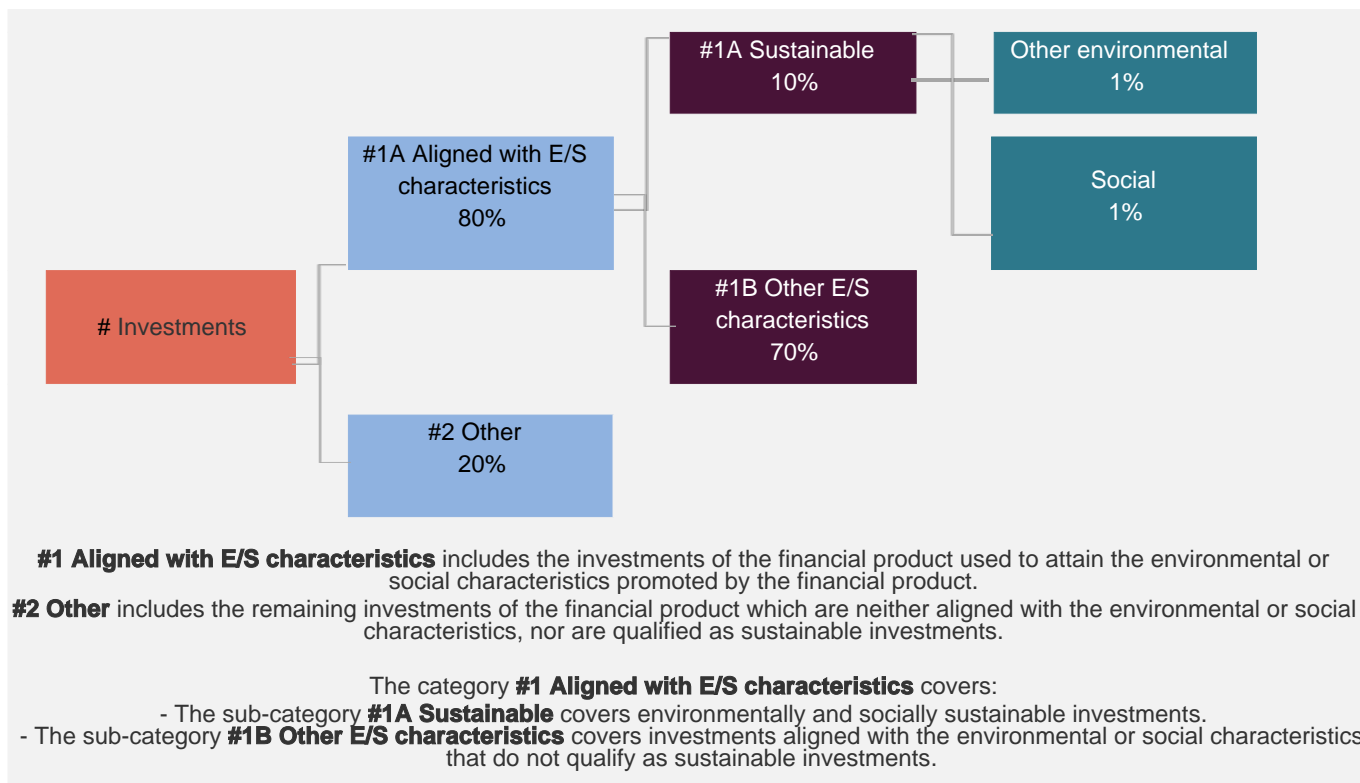 #1A Sustainable
10%
Other environmental
1%
#1A Aligned with E/S
characteristics
80%
Social
1%
# Investments
#1B Other E/S
characteristics
70%
#2 Other
20%
#1 Aligned with E/S characteristics includes the investments of the financial product used to attain the environmental or
social characteristics promoted by the financial product.
#2 Other includes the remaining investments of the financial product which are neither aligned with the environmental or social
characteristics, nor are qualified as sustainable investments.
The category #1 Aligned with E/S characteristics covers:
- The sub-category #1A Sustainable covers environmentally and socially sustainable investments.
- The sub-category #1B Other E/S characteristics covers investments aligned with the environmental or social characteristics
that do not qualify as sustainable investments.